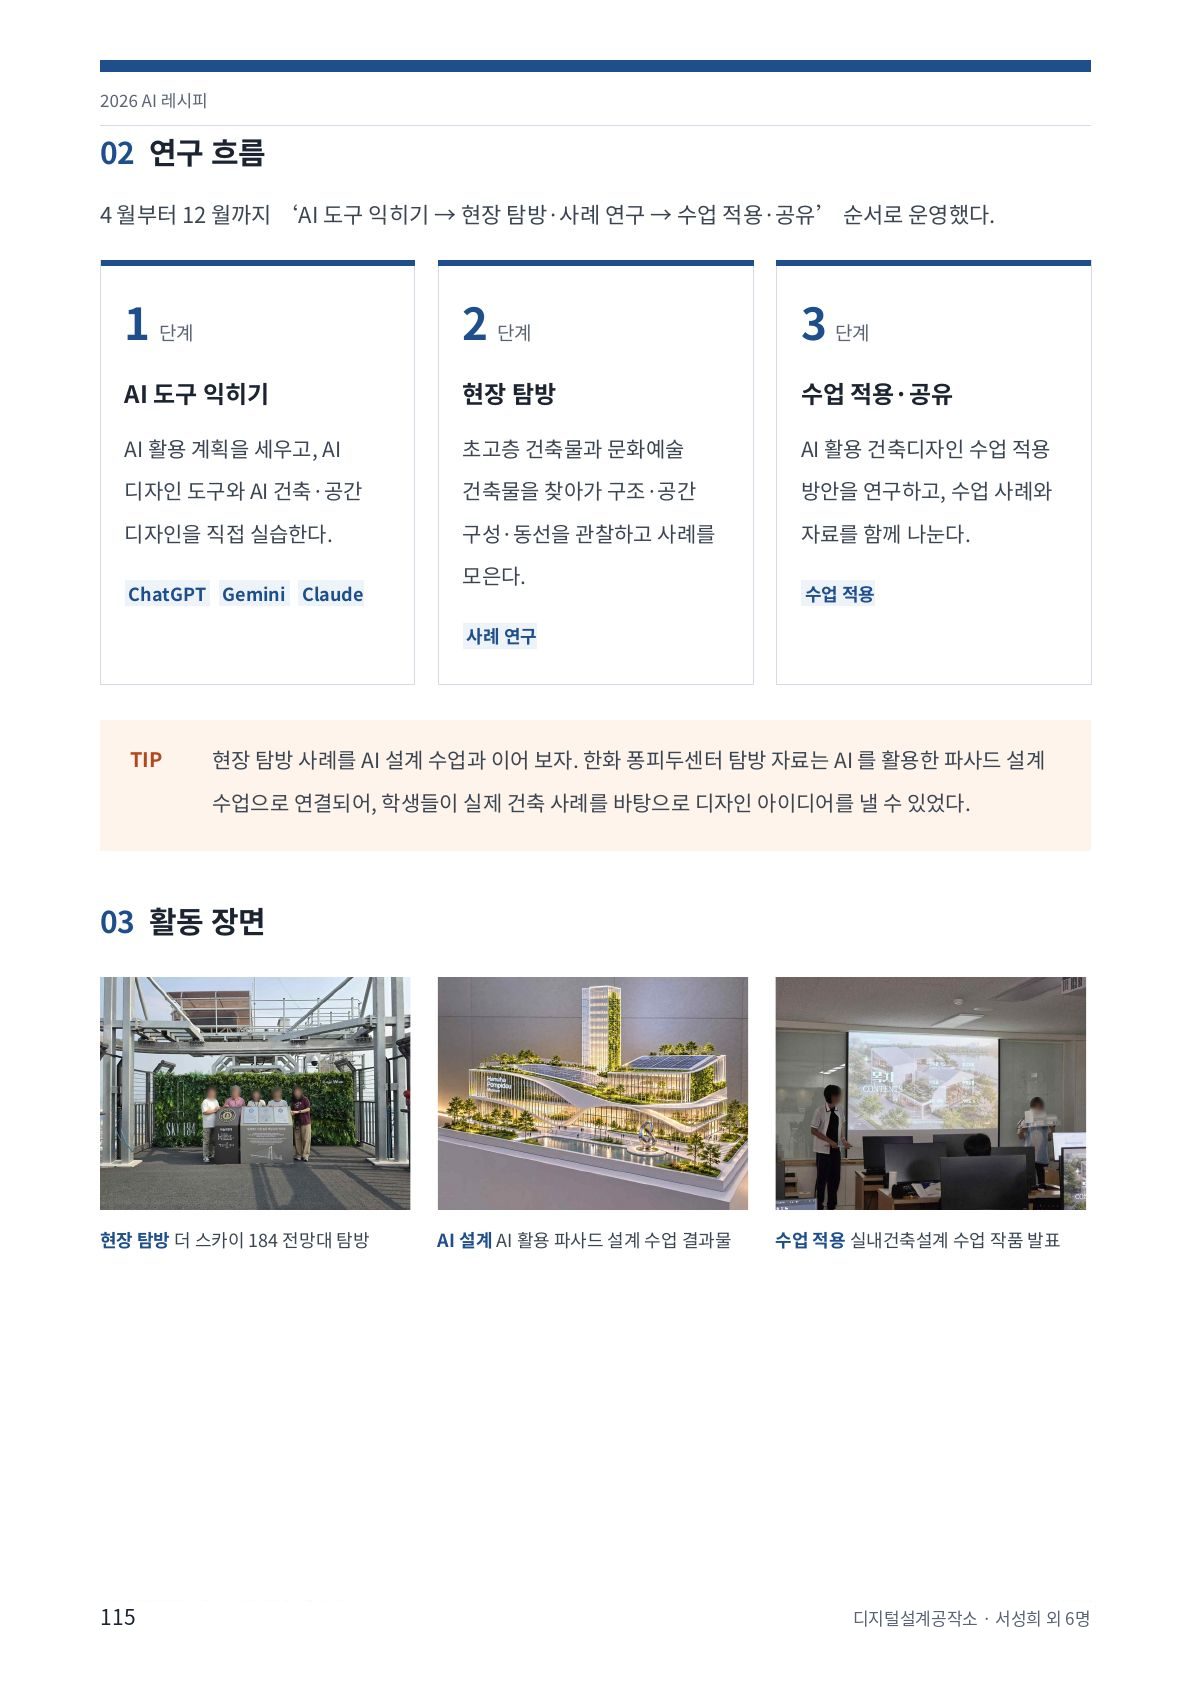 2026 AI 레시피
02 연구 흐름
4 월부터 12 월까지 ‘AI 도구 익히기 → 현장 탐방·사례 연구 → 수업 적용·공유’ 순서로 운영했다.
1 단계
AI 도구 익히기
AI 활용 계획을 세우고, AI
디자인 도구와 AI 건축·공간
디자인을 직접 실습한다.
ChatGPT Gemini Claude
2 단계
현장 탐방
초고층 건축물과 문화예술
건축물을 찾아가 구조·공간
구성·동선을 관찰하고 사례를
모은다.
사례 연구
3 단계
수업 적용·공유
AI 활용 건축디자인 수업 적용
방안을 연구하고, 수업 사례와
자료를 함께 나눈다.
수업 적용
TIP 현장 탐방 사례를 AI 설계 수업과 이어 보자. 한화 퐁피두센터 탐방 자료는 AI 를 활용한 파사드 설계
수업으로 연결되어, 학생들이 실제 건축 사례를 바탕으로 디자인 아이디어를 낼 수 있었다.
03 활동 장면
SKY 184
목차
CONTENTS
현장 탐방 더 스카이 184 전망대 탐방
AI 설계 AI 활용 파사드 설계 수업 결과물
수업 적용 실내건축설계 수업 작품 발표
115
디지털설계공작소 · 서성희 외 6명